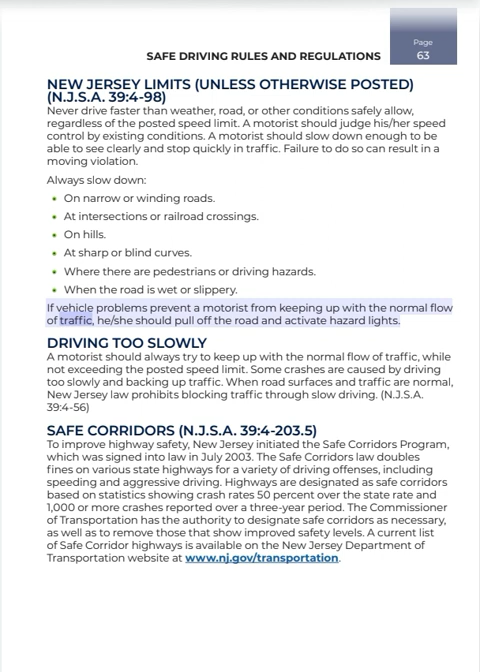 Page
63
SAFE DRIVING RULES AND REGULATIONS
NEW JERSEY LIMITS (UNLESS OTHERWISE POSTED)
(N.J.S.A. 39:4-98)
Never drive faster than weather, road, or other conditions safely allow,
regardless of the posted speed limit. A motorist should judge his/her speed
control by existing conditions. A motorist should slow down enough to be
able to see clearly and stop quickly in traffic. Failure to do so can result in a
moving violation.
Always slow down:
• On narrow or winding roads.
• At intersections or railroad crossings.
• On hills.
• At sharp or blind curves.
• Where there are pedestrians or driving hazards.
• When the road is wet or slippery.
If vehicle problems prevent a motorist from keeping up with the normal flow
of traffic, he/she should pull off the road and activate hazard lights.
DRIVING TOO SLOWLY
A motorist should always try to keep up with the normal flow of traffic, while
not exceeding the posted speed limit. Some crashes are caused by driving
too slowly and backing up traffic. When road surfaces and traffic are normal,
New Jersey law prohibits blocking traffic through slow driving. (N.J.S.A.
39:4-56)
SAFE CORRIDORS (N.J.S.A. 39:4-203.5)
To improve highway safety, New Jersey initiated the Safe Corridors Program,
which was signed into law in July 2003. The Safe Corridors law doubles
fines on various state highways for a variety of driving offenses, including
speeding and aggressive driving. Highways are designated as safe corridors
based on statistics showing crash rates 50 percent over the state rate and
1,000 or more crashes reported over a three-year period. The Commissioner
of Transportation has the authority to designate safe corridors as necessary,
as well as to remove those that show improved safety levels. A current list
of Safe Corridor highways is available on the New Jersey Department of
Transportation website at www.nj.gov/transportation.